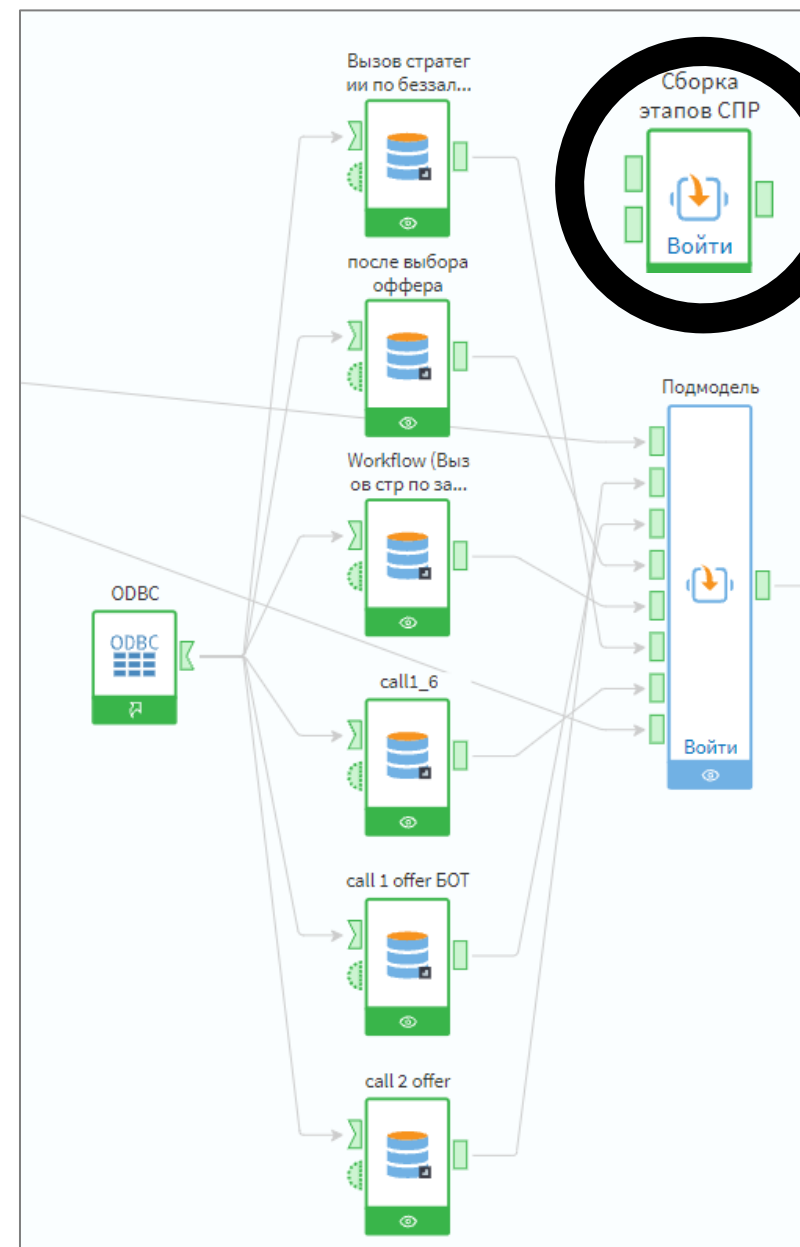 Вызов стратег
ии по беззал...
Сборка
этапов СПР
Войти
после выбора
оффера
Подмодель
Войти
Workflow (Выз
ов стр по за...
ODBC
ODBC
call1_6
call 1 offer БОТ
call 2 offer